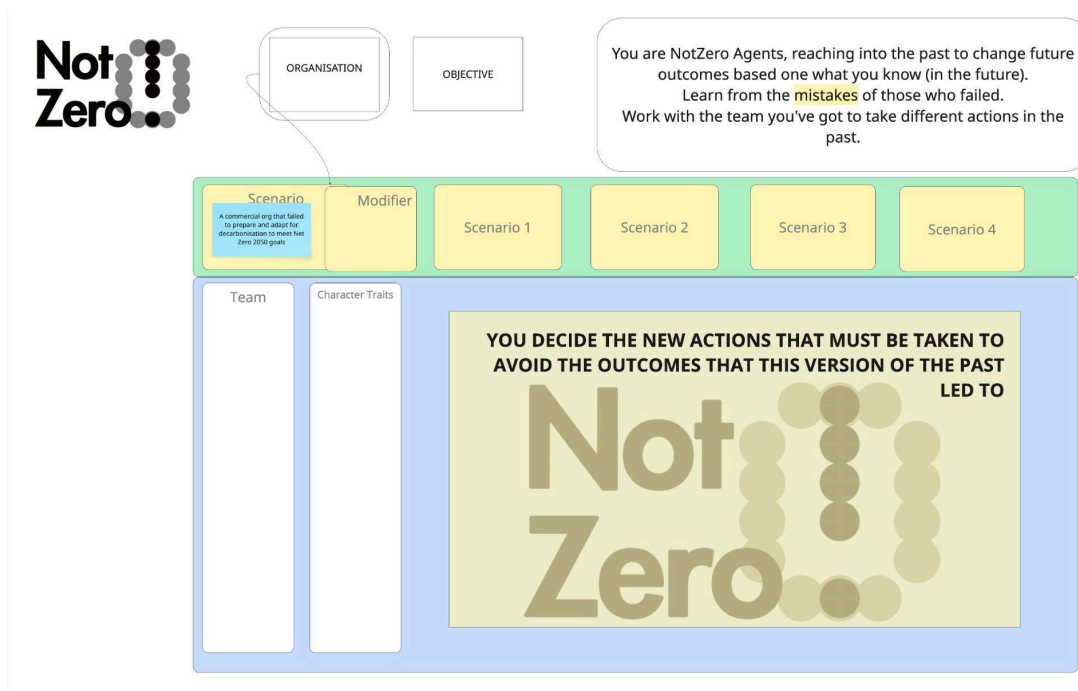 Not
Zero
ORGANISATION
OBJECTIVE
You are NotZero Agents, reaching into the past to change future
outcomes based one what you know (in the future).
Learn from the mistakes of those who failed.
Work with the team you've got to take different actions in the
past.
Scenario
A commercial org that failed
to prepare and adapt for
decarbonisation to meet Net
Zero 2050 goals
Modifier
Scenario 1
Scenario 2
Scenario 3
Scenario 4
Team
Character Traits
YOU DECIDE THE NEW ACTIONS THAT MUST BE TAKEN TO
AVOID THE OUTCOMES THAT THIS VERSION OF THE PAST
LED TO
Not
Zero